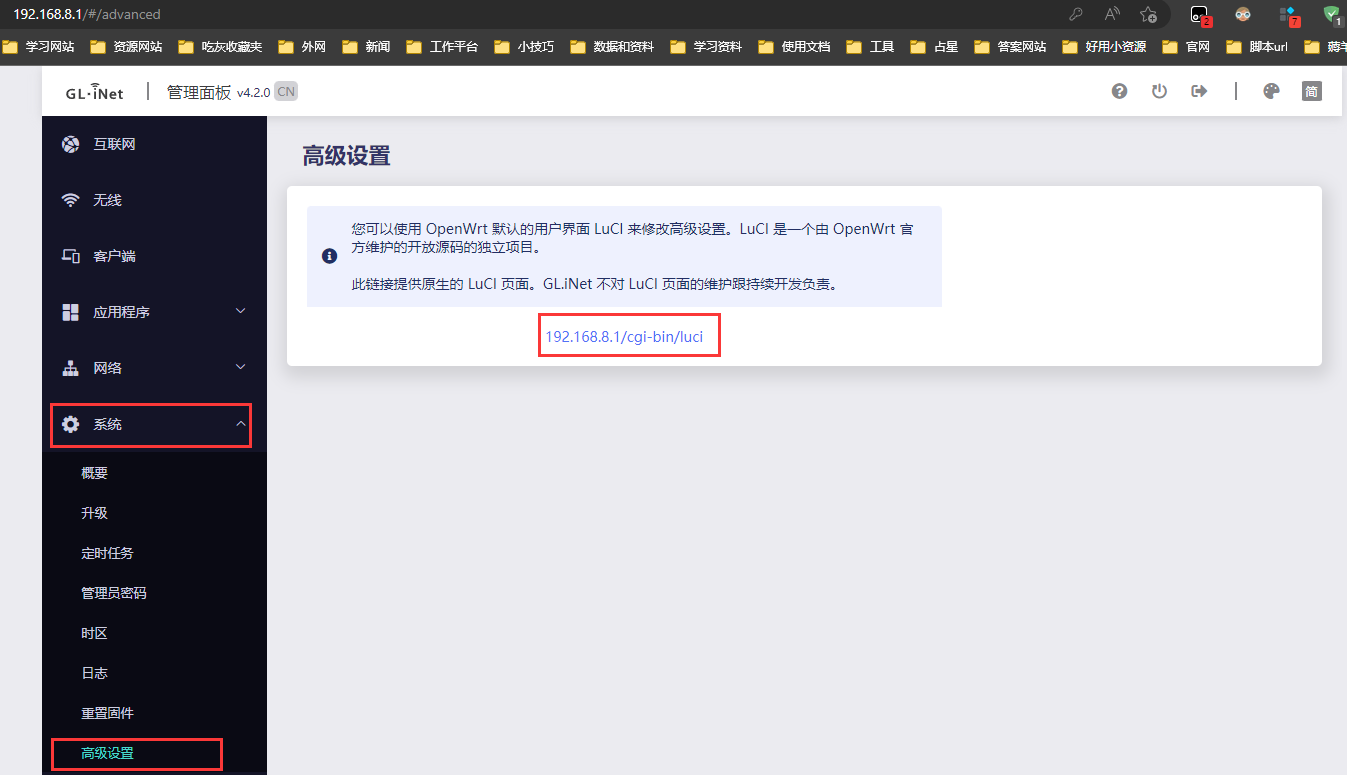 192.168.8.1/#/advanced
2
7
1
学习网站 资源网站 吃灰收藏夹 外网 新闻 工作平台 小技巧 数据和资料 学习资料 使用文档 工具 占星 答案网站 好用小资源 官网 脚本url 薅羊
GL·iNet 管理面板 v4.2.0 CN 简
互联网
无线
客户端
应用程序
网络
系统
概要
升级
定时任务
管理员密码
时区
日志
重置固件
高级设置
高级设置
您可以使用 OpenWrt 默认的用户界面 LuCI 来修改高级设置。LuCI 是一个由 OpenWrt 官
方维护的开放源码的独立项目。
此链接提供原生的 LuCI 页面。GL.iNet 不对 LuCI 页面的维护跟持续开发负责。
192.168.8.1/cgi-bin/luci